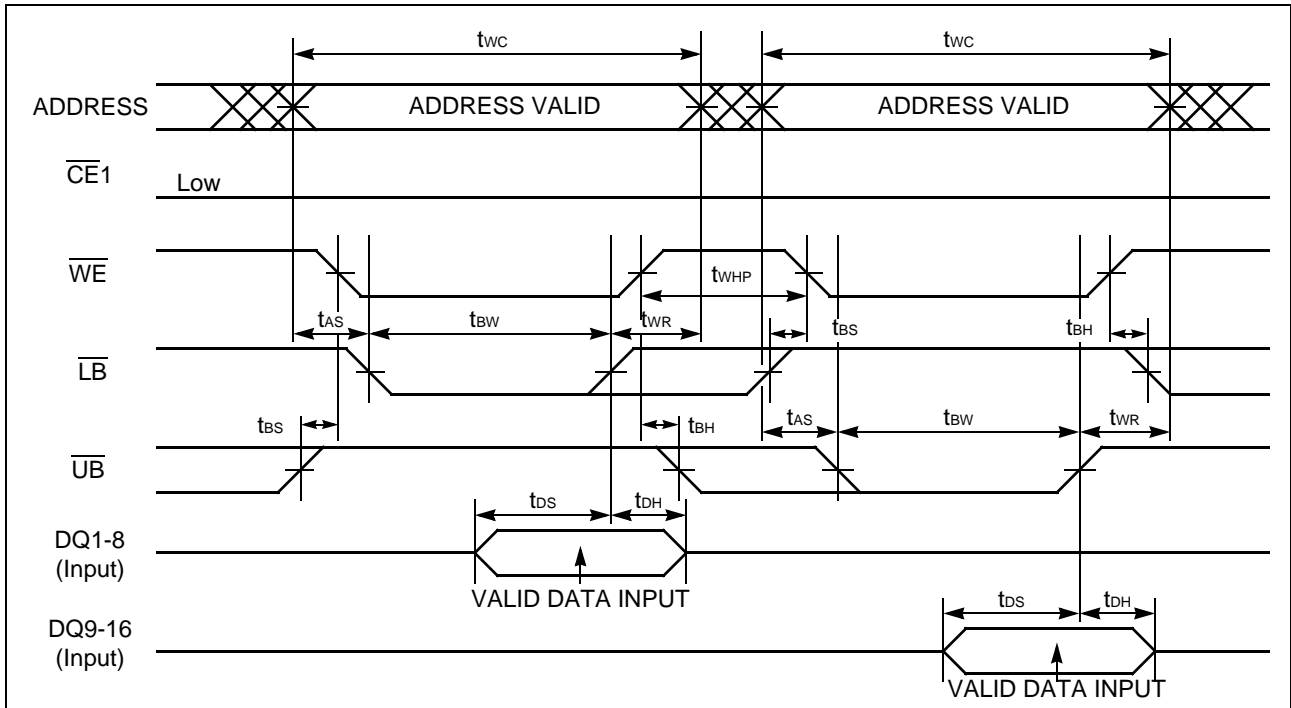 tWC tWC
ADDRESS ADDRESS VALID ADDRESS VALID
CE1 Low
WE
tWHP
tAS tBW tWR tBS tBH
LB
tBS tBH tAS tBW tWR
UB
tDS tDH
DQ1-8
(Input)
VALID DATA INPUT
tDS tDH
DQ9-16
(Input)
VALID DATA INPUT